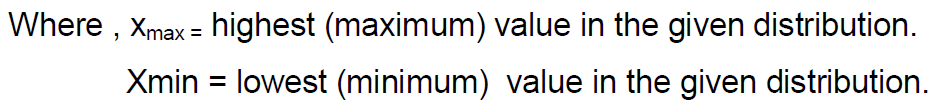 Where , xmax = highest (maximum) value in the given distribution.
Xmin = lowest (minimum) value in the given distribution.